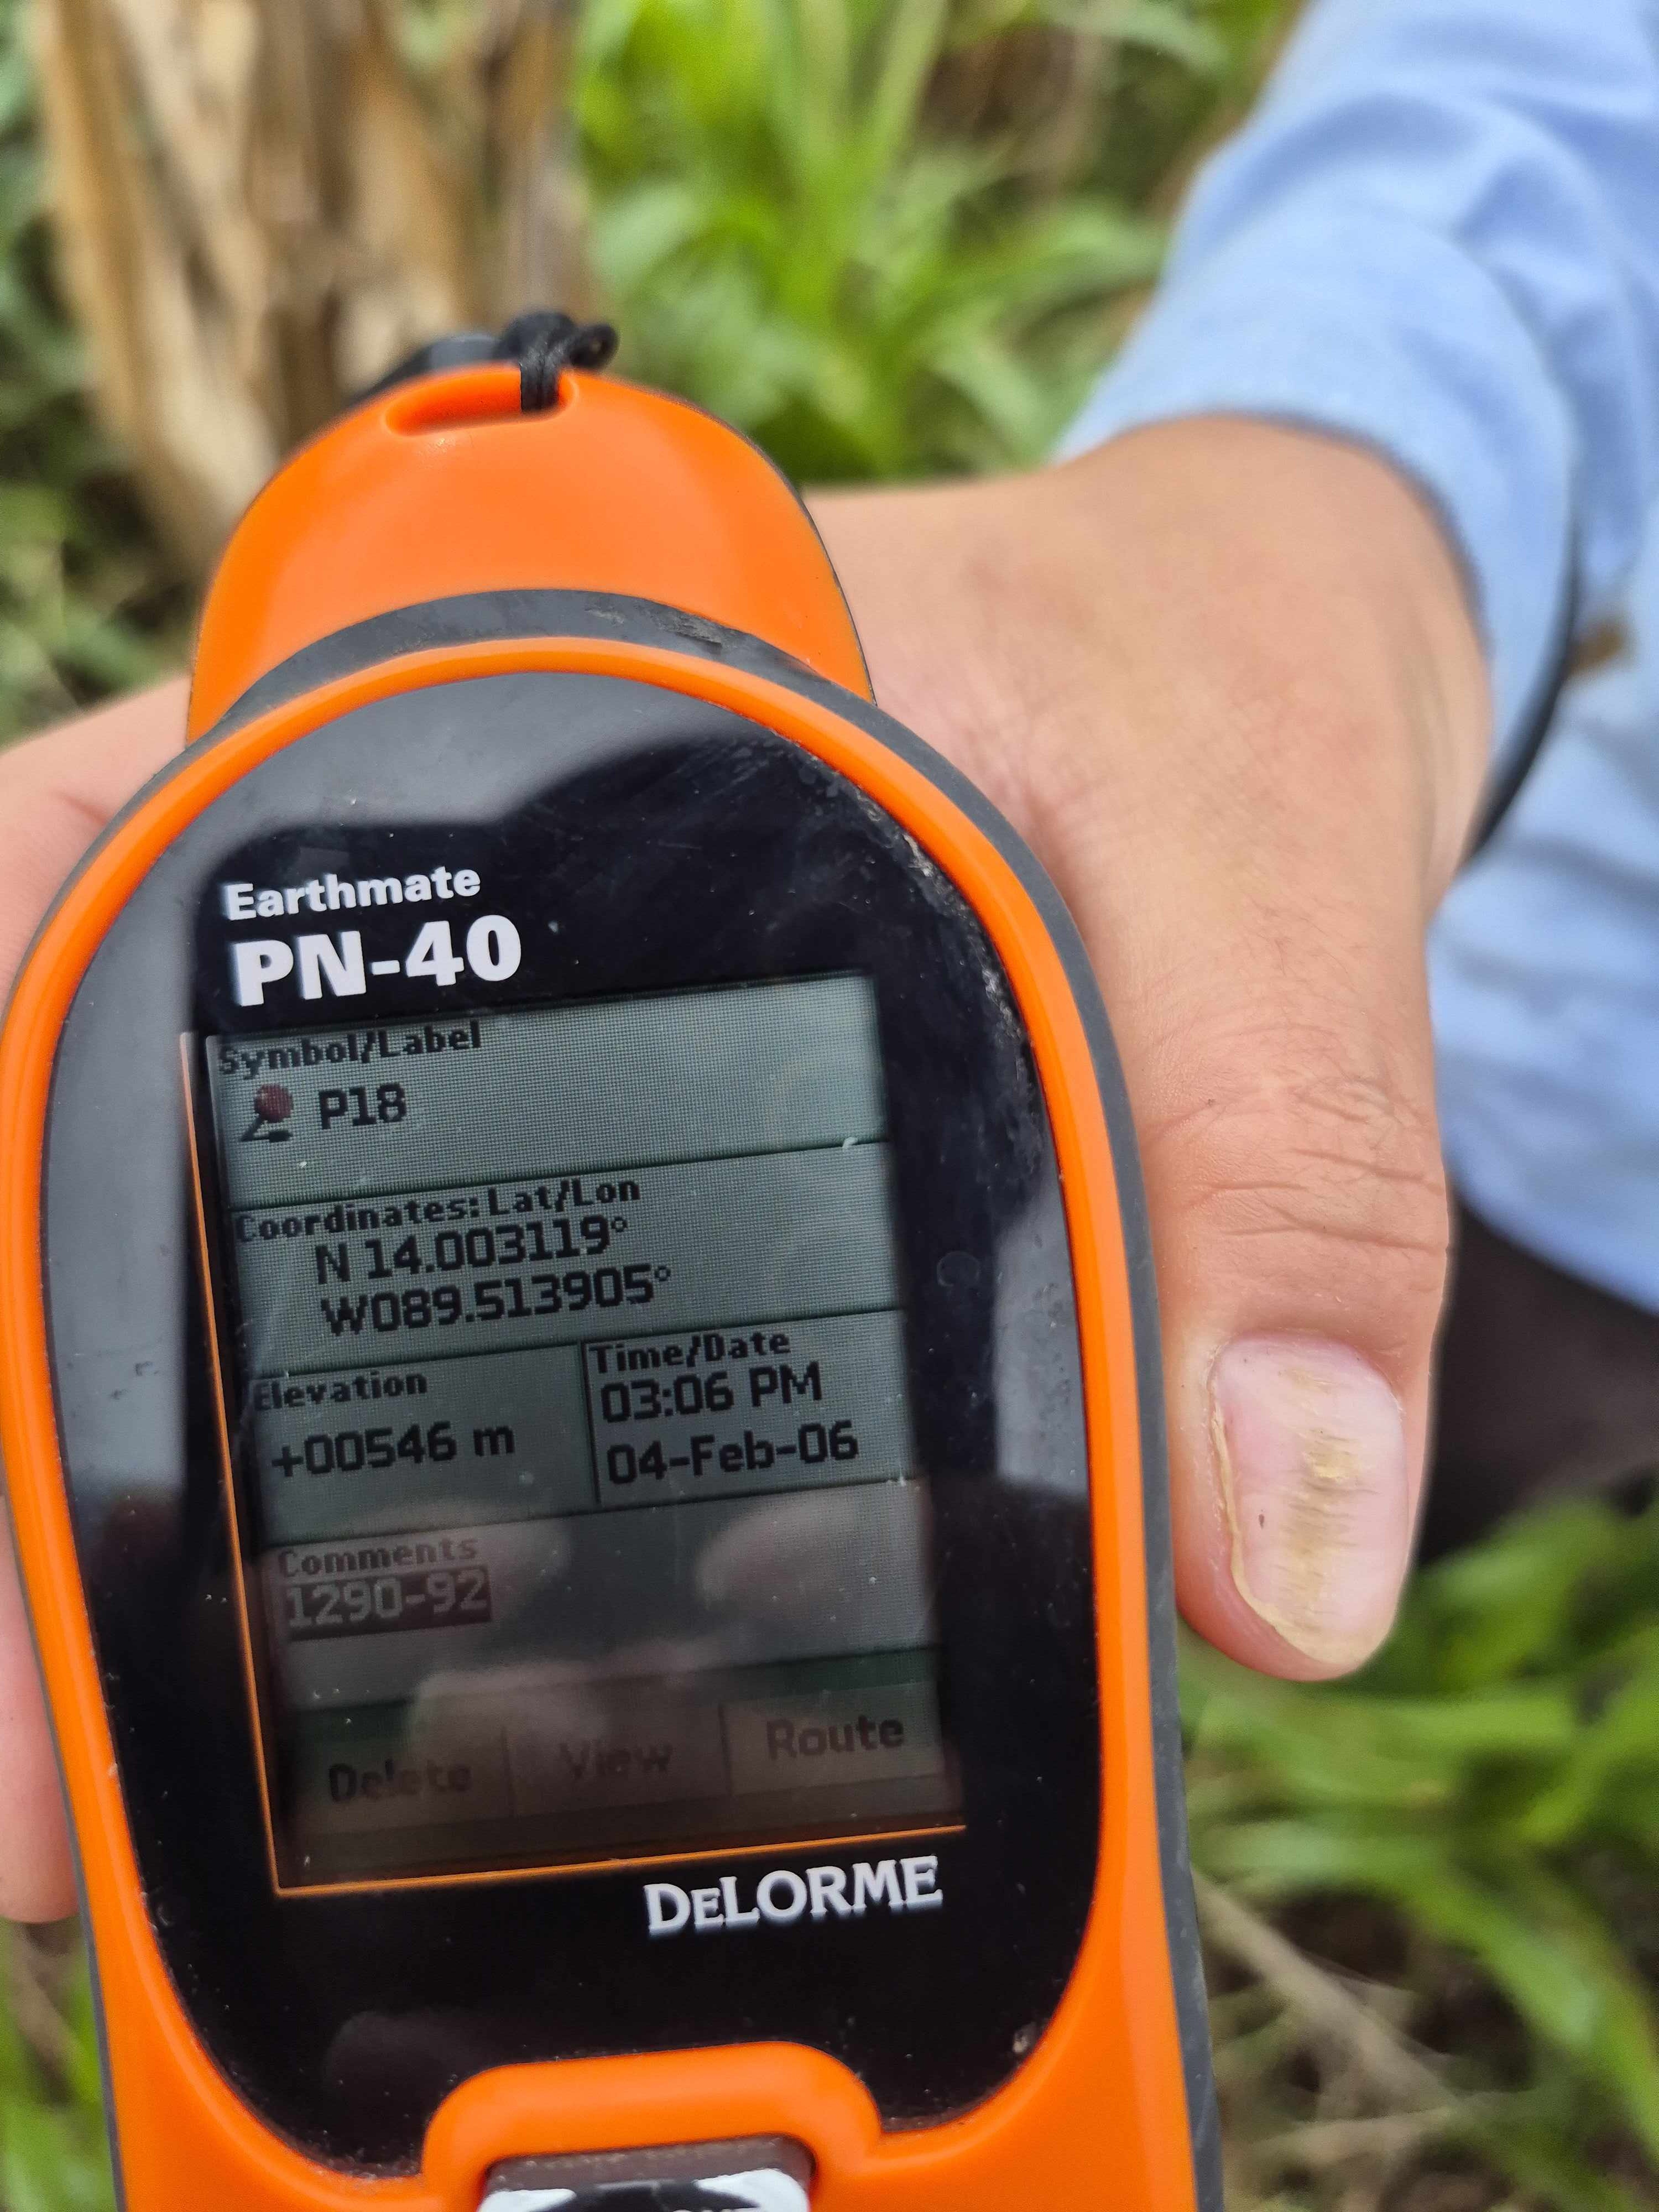 Earthmate
PN-40
Symbol/Label
P18
Coordinates: Lat/Lon
N 14.003119°
W089.513905°
Elevation
+00546 m
Time/Date
03:06 PM
04-Feb-06
Comments
1290-92
Delete View Route
DeLORME